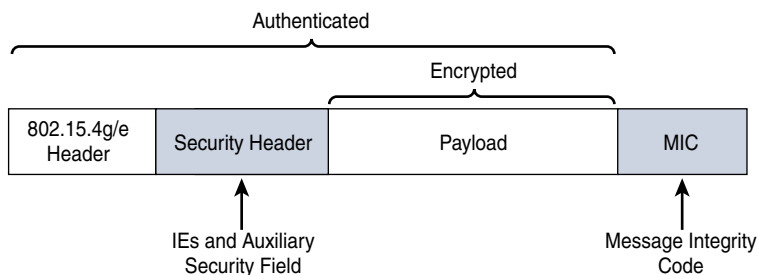 Authenticated
Encrypted
802.15.4g/e
Header
Security Header
Payload
MIC
IEs and Auxiliary
Security Field
Message Integrity
Code